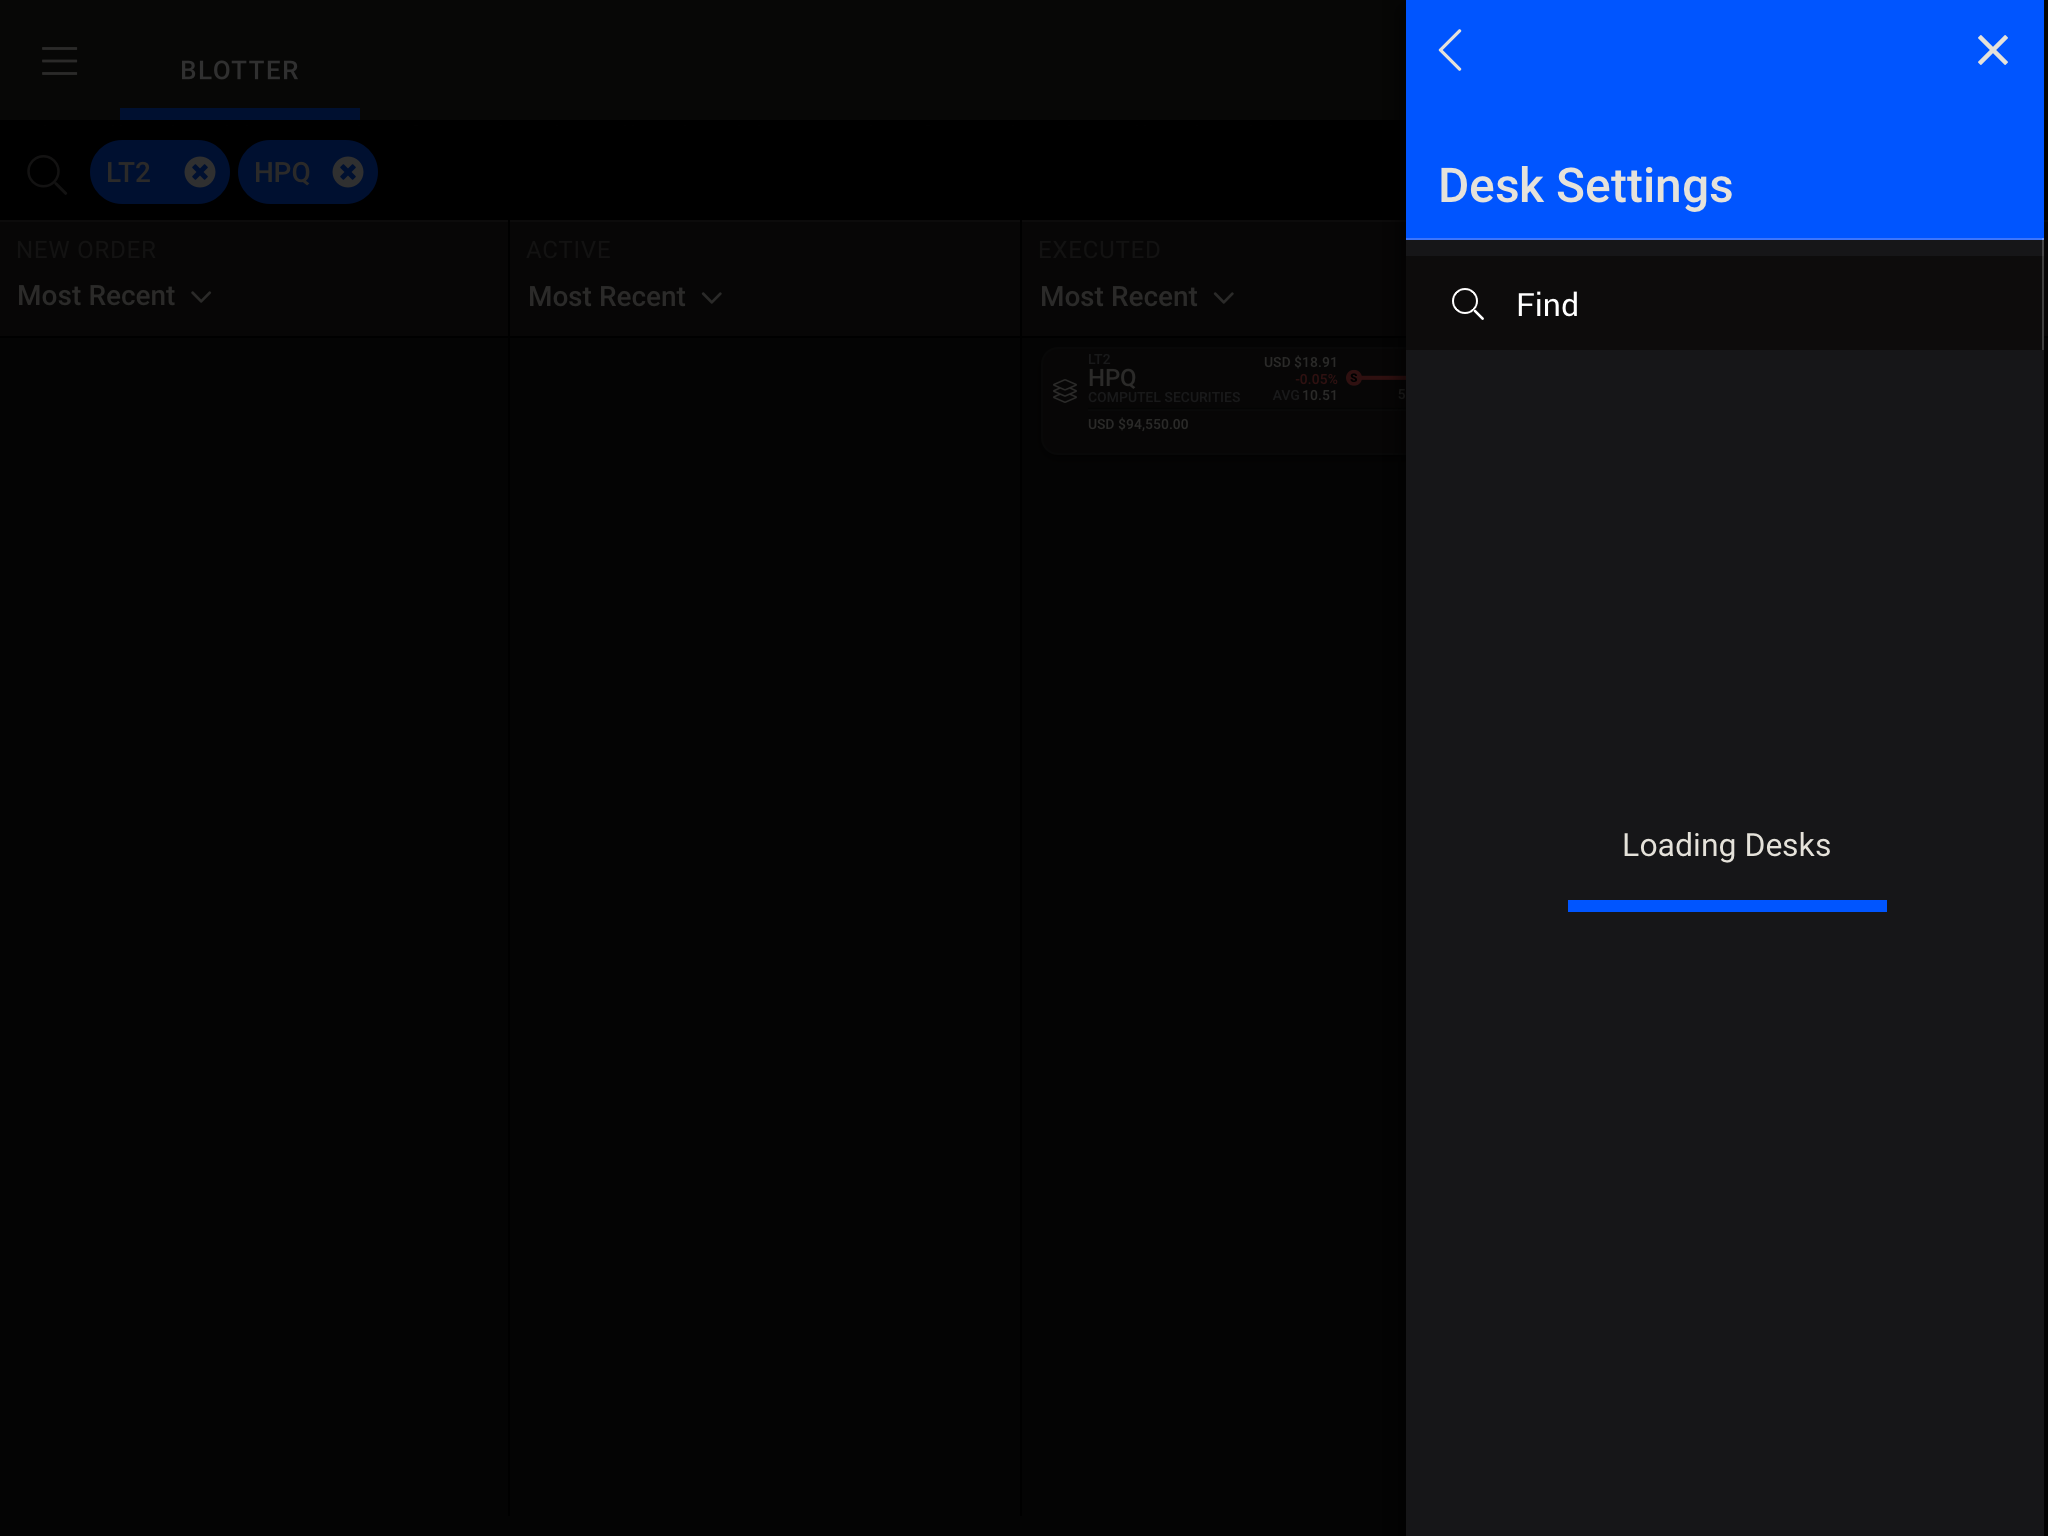 BLOTTER
LT2
HPQ
NEW ORDER
Most Recent
ACTIVE
Most Recent
EXECUTED
Most Recent
LT2
HPQ
COMPUTEL SECURITIES
USD $94,550.00
USD $18.91
-0.05%
AVG 10.51
S
5
Desk Settings
Find
Loading Desks